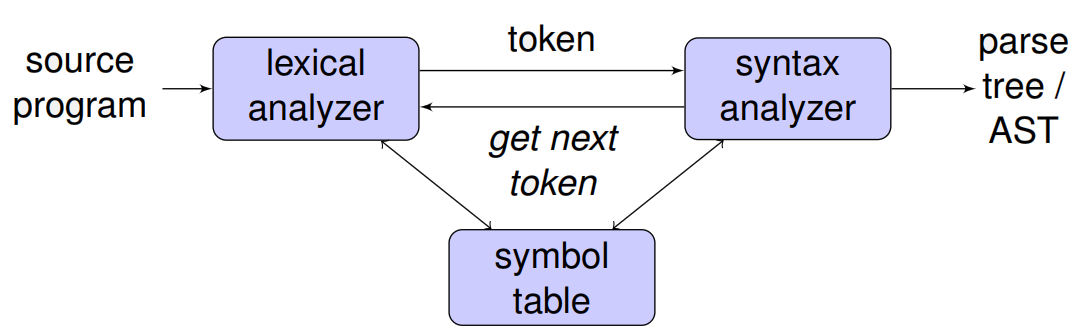 source
program
lexical
analyzer
token
get next
token
syntax
analyzer
parse
tree /
AST
symbol
table